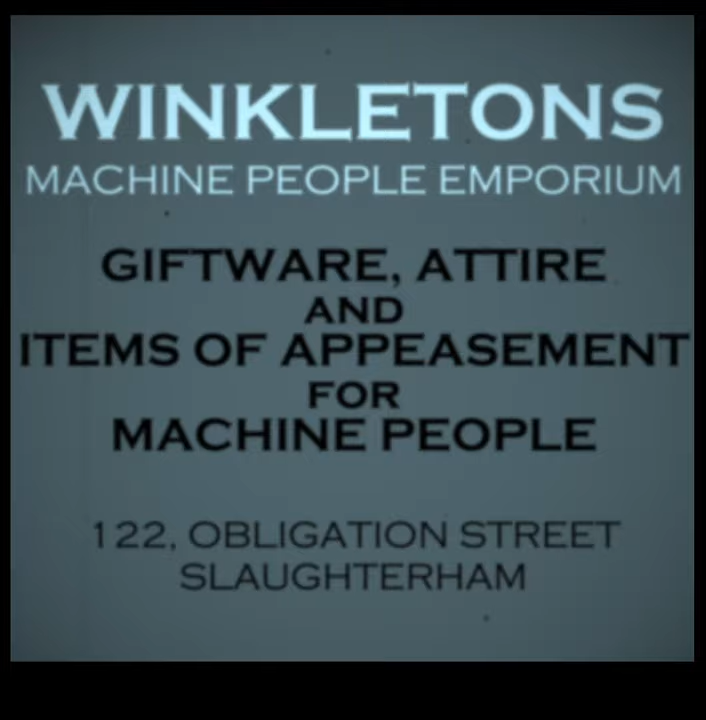 WINKLETONS
MACHINE PEOPLE EMPORIUM
GIFTWARE, ATTIRE
AND
ITEMS OF APPEASEMENT
FOR
MACHINE PEOPLE
122, OBLIGATION STREET
SLAUGHTERHAM